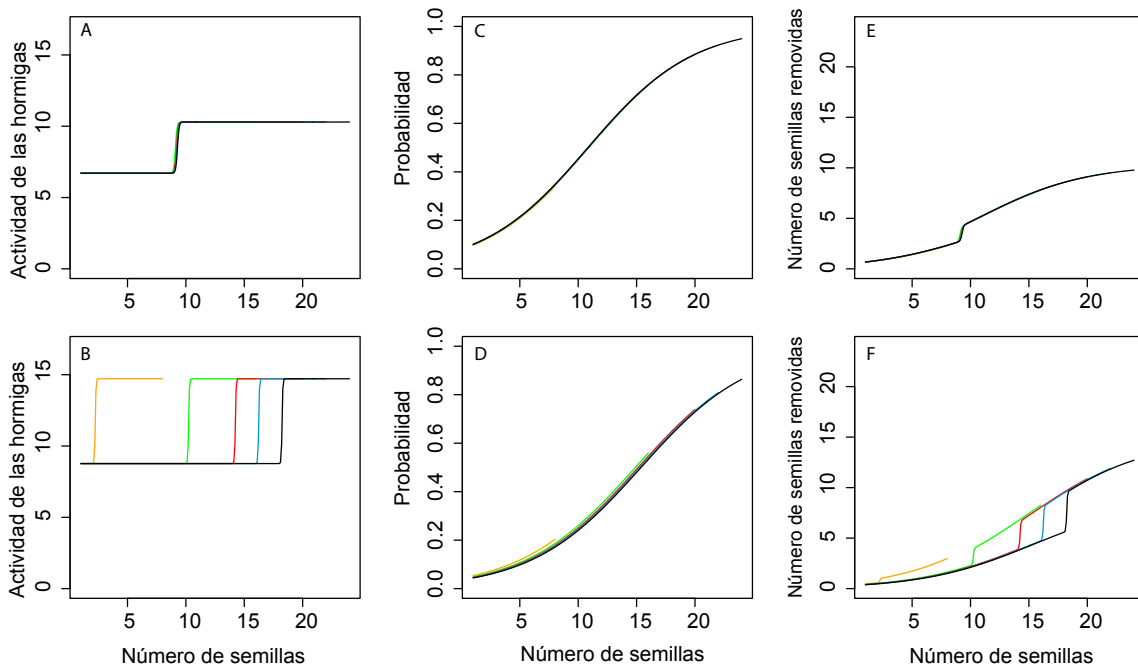 A
Actividad de las hormigas
0 5 10 15
5 10 15 20
C
Probabilidad
0.0 0.2 0.4 0.6 0.8 1.0
5 10 15 20
E
Número de semillas removidas
0 5 10 15 20
5 10 15 20
B
Actividad de las hormigas
0 5 10 15
5 10 15 20
Número de semillas
D
Probabilidad
0.0 0.2 0.4 0.6 0.8 1.0
5 10 15 20
Número de semillas
F
Número de semillas removidas
0 5 10 15 20
5 10 15 20
Número de semillas